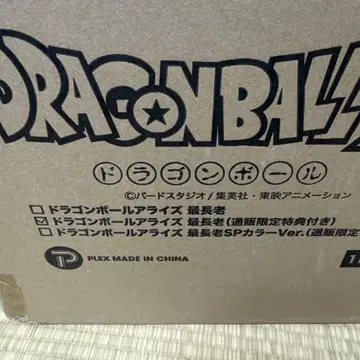 DRAGONBALL
ドラゴンボール
©バードスタジオ/集英社・東映アニメーション
ドラゴンボールアライズ 最長老
ドラゴンボールアライズ 最長老(通販限定特典付き)
ドラゴンボールアライズ 最長老SPカラーVer.(通販限定
PLEX MADE IN CHINA